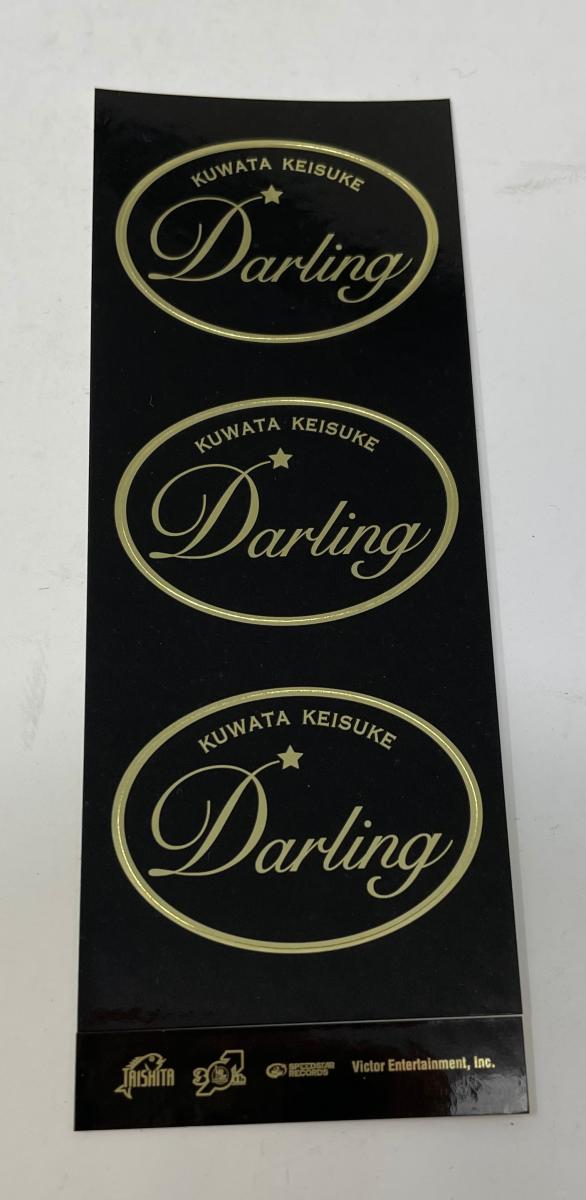 KUWATA KEISUKE
Darling
KUWATA KEISUKE
Darling
KUWATA KEISUKE
Darling
TAISHITA
SPEEDSTAR
RECORDS
Victor Entertainment, Inc.